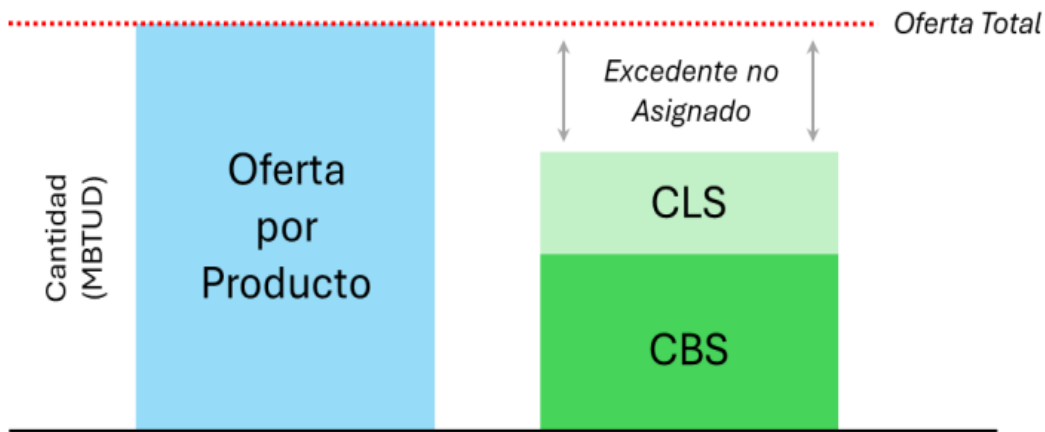 Oferta Total
Excedente no
Asignado
Oferta
por
Producto
CLS
CBS
Cantidad
(MBTUD)